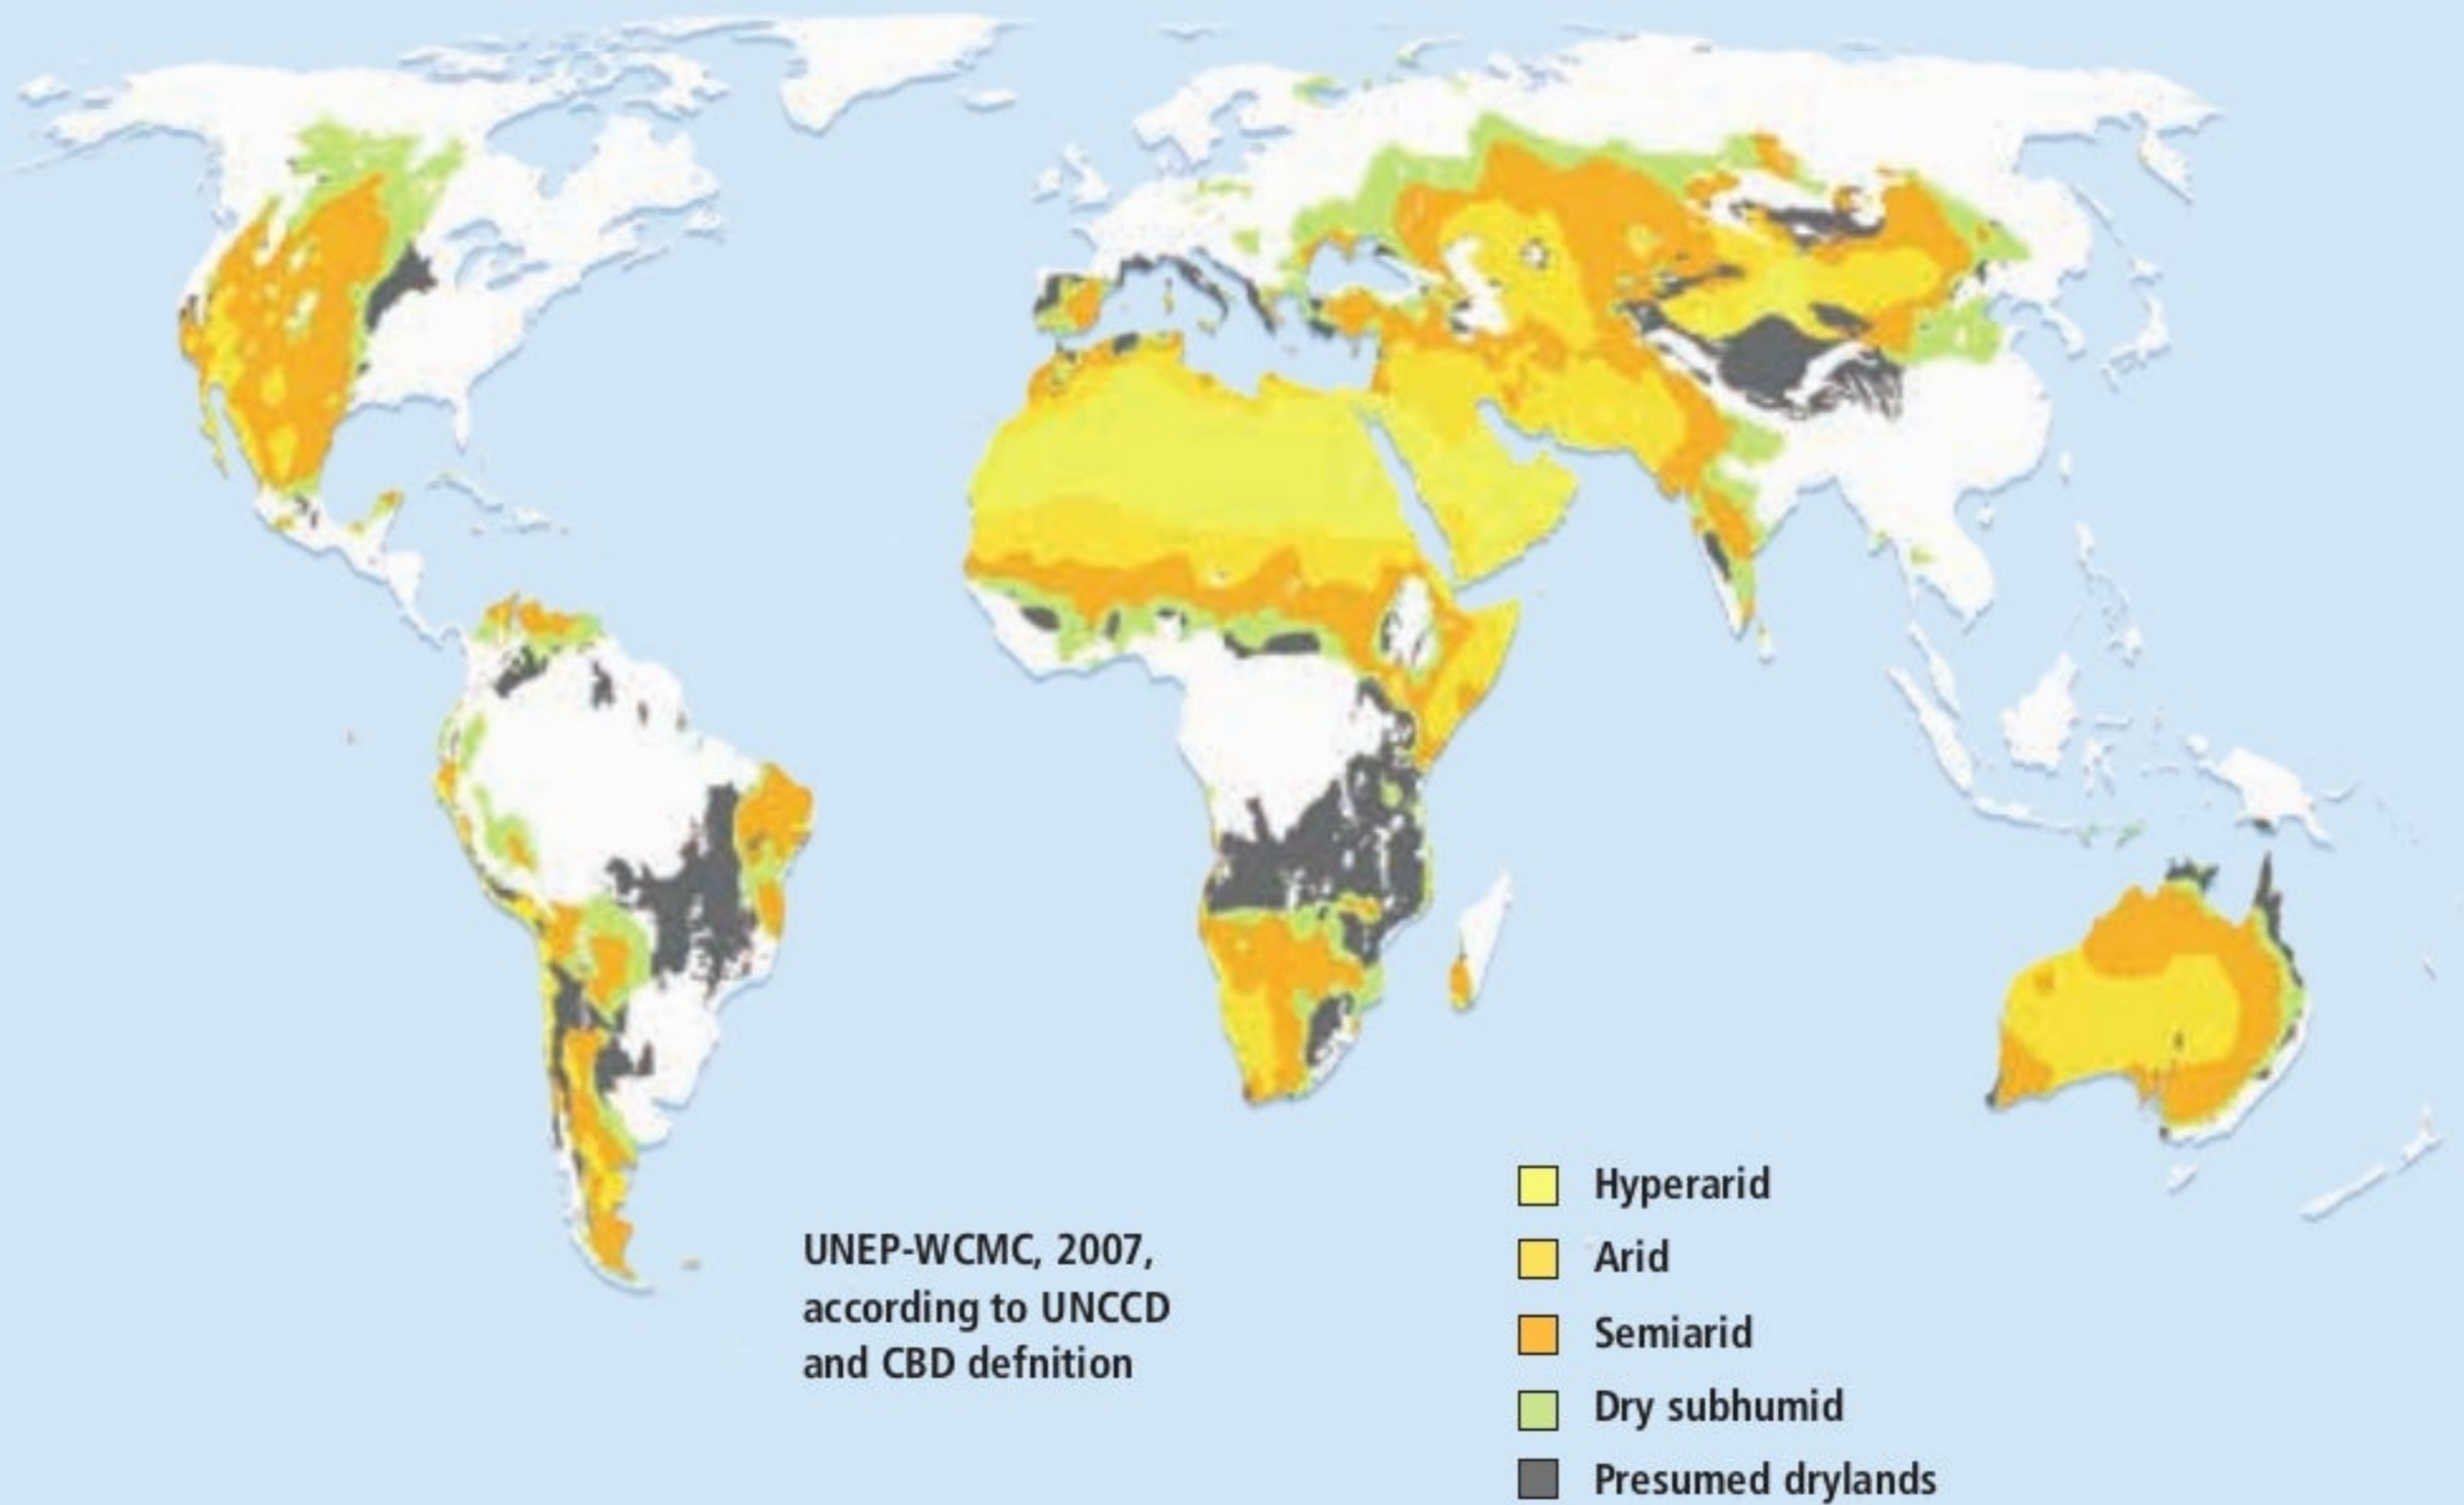 UNEP-WCMC, 2007,
according to UNCCD
and CBD defnition
Hyperarid
Arid
Semiarid
Dry subhumid
Presumed drylands